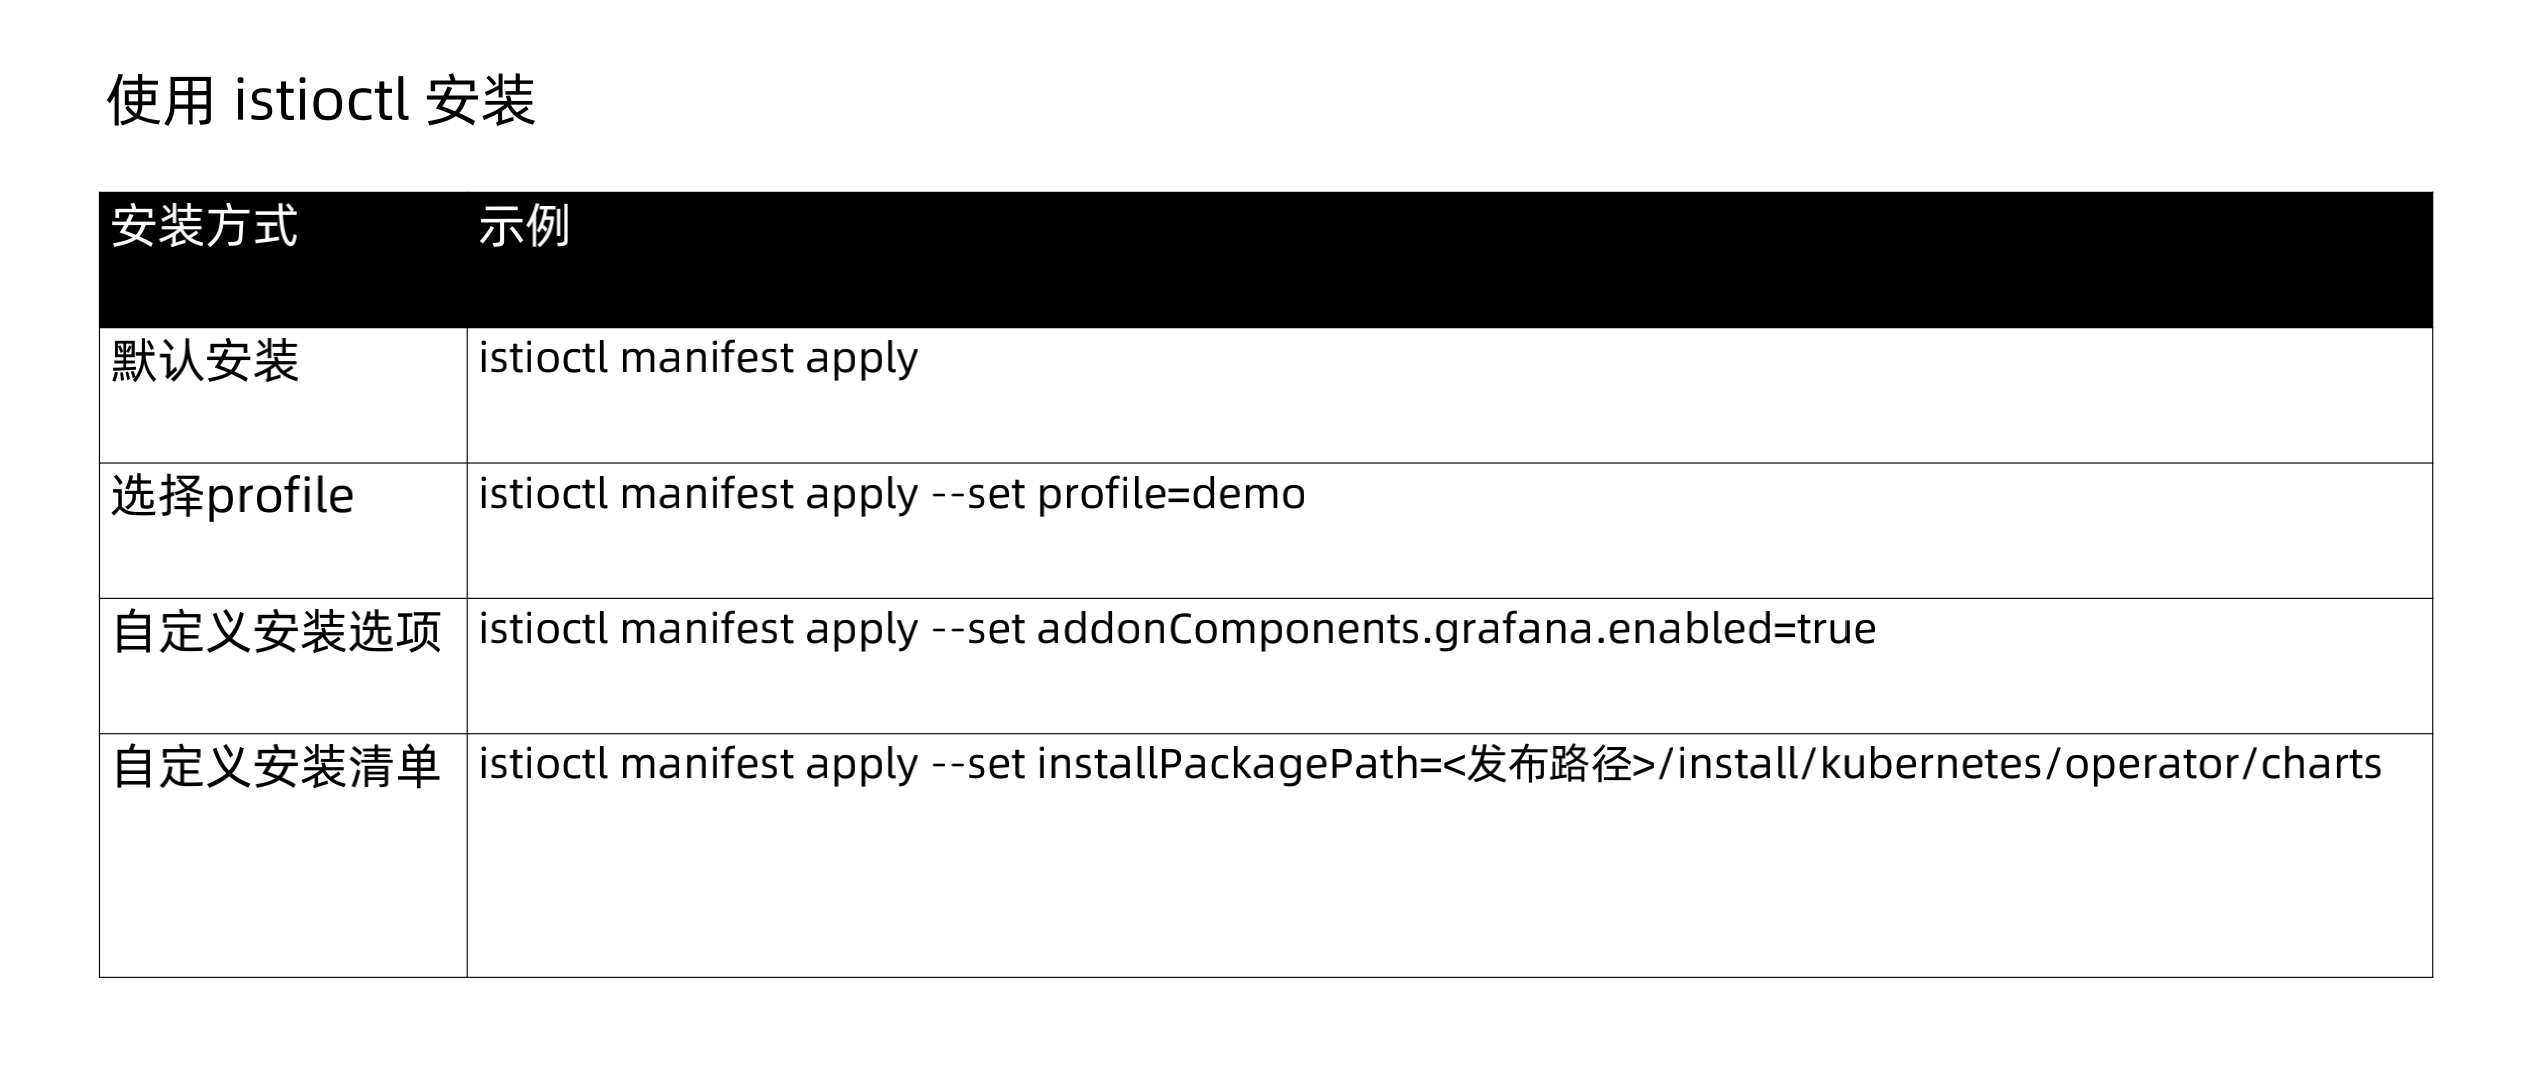 使用 istioctl 安装
安装方式 示例
默认安装 istioctl manifest apply
选择profile istioctl manifest apply --set profile=demo
自定义安装选项 istioctl manifest apply --set addonComponents.grafana.enabled=true
自定义安装清单 istioctl manifest apply --set installPackagePath=<发布路径>/install/kubernetes/operator/charts